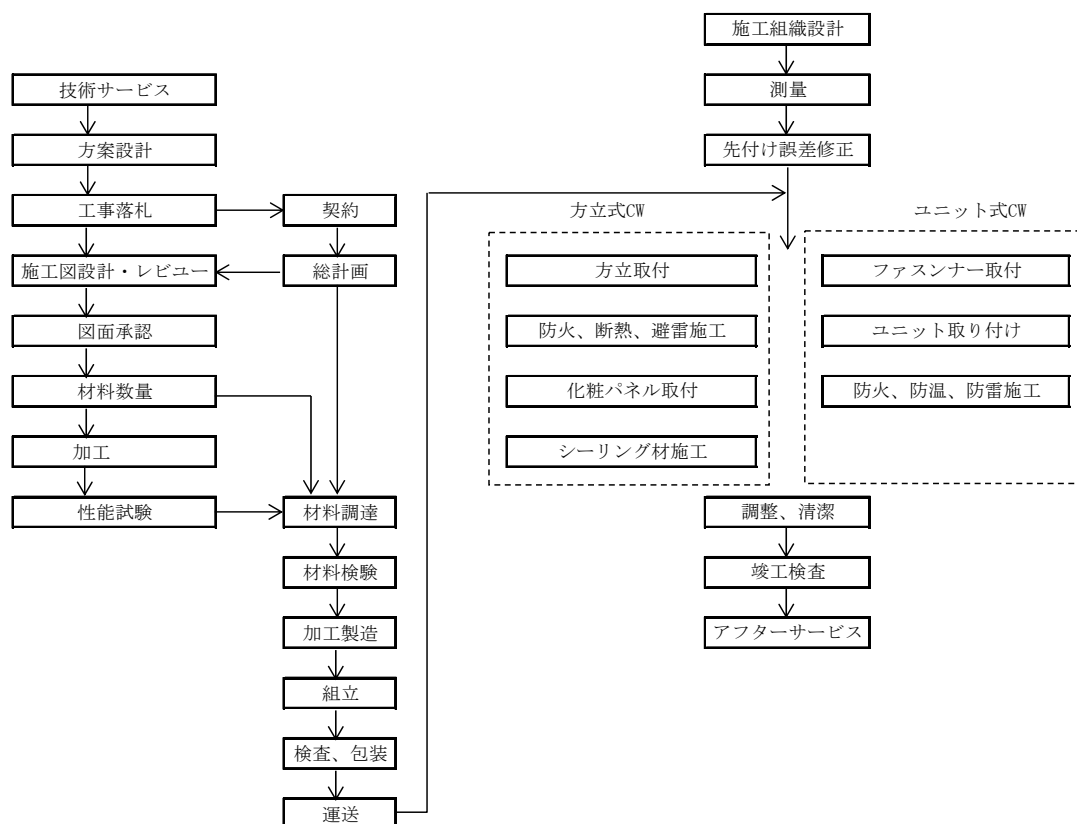 技術サービス
方案設計
工事落札
施工図設計・レビユー
図面承認
材料数量
加工
性能試験
契約
総計画
材料調達
材料検験
加工製造
組立
検査、包装
運送
施工組織設計
測量
先付け誤差修正
方立式CW
方立取付
防火、断熱、避雷施工
化粧パネル取付
シーリング材施工
ユニット式CW
ファスンナー取付
ユニット取り付け
防火、防温、防雷施工
調整、清潔
竣工検査
アフターサービス